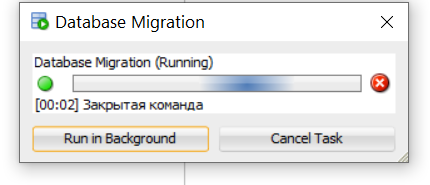 Database Migration
Database Migration (Running)
[00:02] Закрытая команда
Run in Background
Cancel Task